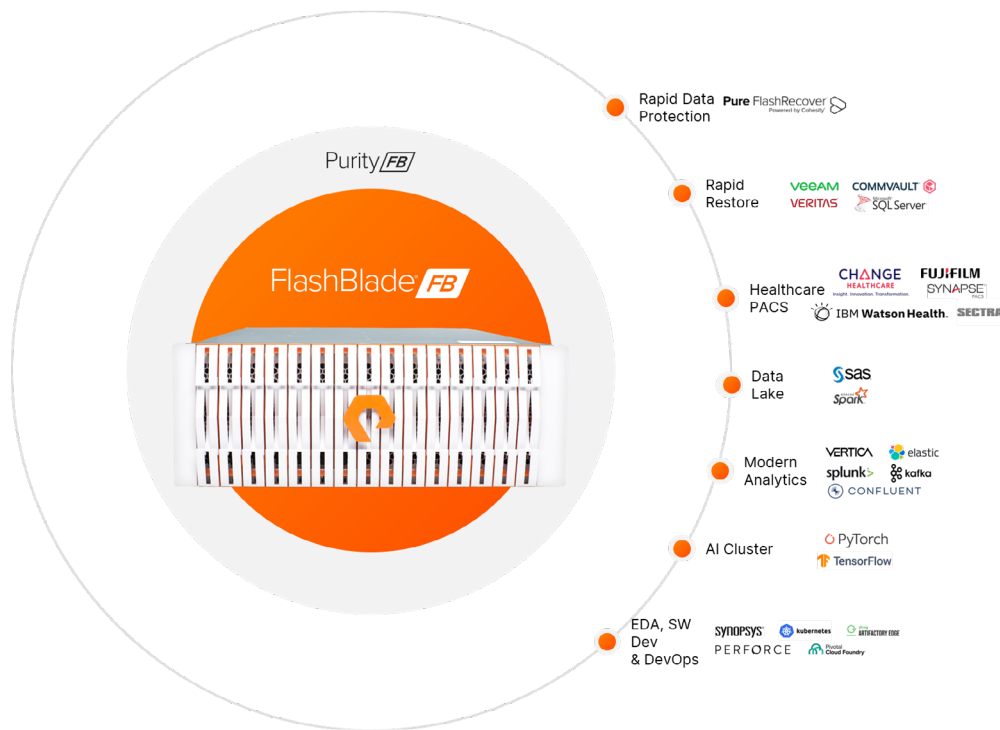 Purity FB
FlashBlade® FB
Rapid Data
Protection
Pure FlashRecover
Powered by Cohesity
Rapid
Restore
veeam
COMMVAULT
VERITAS
Microsoft
SQL Server
Healthcare
PACS
CHANGE
HEALTHCARE
Insight. Innovation. Transformation.
FUJIFILM
SYNAPSE
PACS
IBM Watson Health.
SECTRA
Data
Lake
sas
APACHE
Spark
Modern
Analytics
VERTICA
elastic
splunk>
kafka
CONFLUENT
AI Cluster
PyTorch
TensorFlow
EDA, SW
Dev
& DevOps
SYNOPSYS®
kubernetes
ARTIFACTORY EDGE
PERFORCE
Pivotal
Cloud Foundry